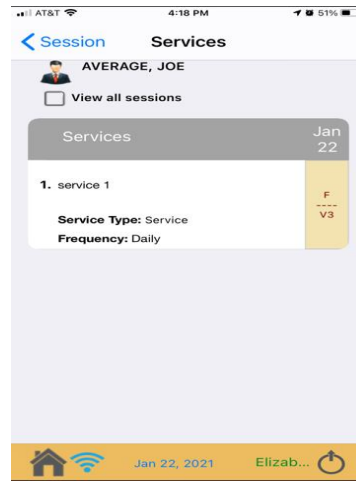 AT&T 4:18 PM 51%
Session Services
AVERAGE, JOE
View all sessions
Services Jan 22
1. service 1
F
----
V3
Service Type: Service
Frequency: Daily
Jan 22, 2021 Elizab...